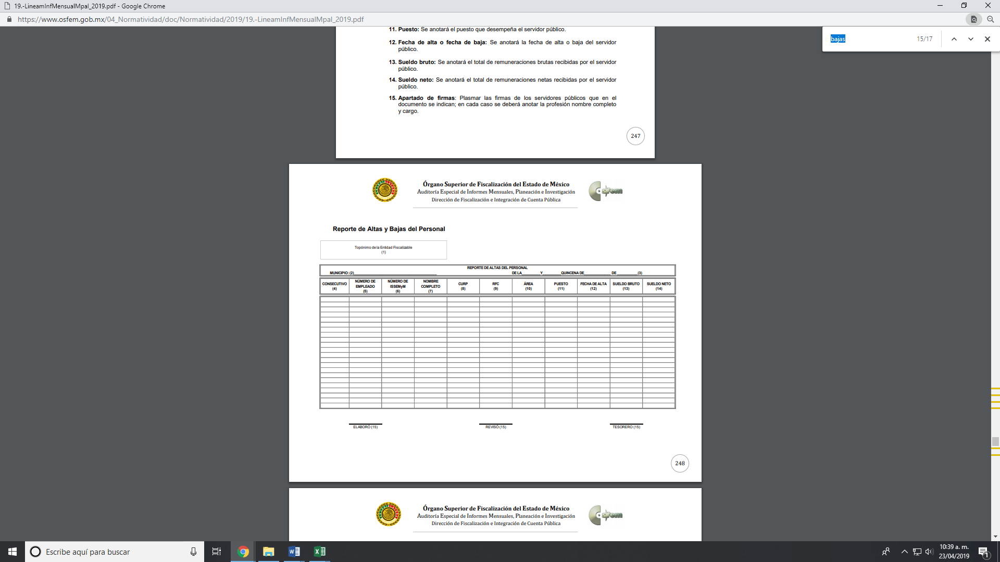 19.-LineamInfMensualMpal_2019.pdf - Google Chrome
https://www.osfem.gob.mx/04_Normatividad/doc/Normatividad/2019/19.-LineamInfMensualMpal_2019.pdf
bajas 15/17
11. Puesto: Se anotará el puesto que desempeña el servidor público.
12. Fecha de alta o fecha de baja: Se anotará la fecha de alta o baja del servidor
público.
13. Sueldo bruto: Se anotará el total de remuneraciones brutas recibidas por el servidor
público.
14. Sueldo neto: Se anotará el total de remuneraciones netas recibidas por el servidor
público.
15. Apartado de firmas: Plasmar las firmas de los servidores públicos que en el
documento se indican; en cada caso se deberá anotar la profesión nombre completo
y cargo.
247
Órgano Superior de Fiscalización del Estado de México
Auditoría Especial de Informes Mensuales, Planeación e Investigación
Dirección de Fiscalización e Integración de Cuenta Pública
osfem
Reporte de Altas y Bajas del Personal
Topónimo de la Entidad Fiscalizable
(1)
REPORTE DE ALTAS DEL PERSONAL
MUNICIPIO: (2)____ DE LA____ Y____ QUINCENA DE____ DE ____(3)
CONSECUTIVO (4) NÚMERO DE EMPLEADO (5) NÚMERO DE ISSEMyM (6) NOMBRE COMPLETO (7) CURP (8) RFC (9) ÁREA (10) PUESTO (11) FECHA DE ALTA (12) SUELDO BRUTO (13) SUELDO NETO (14)
ELABORÓ (15) REVISÓ (15) TESORERO (15)
248
Órgano Superior de Fiscalización del Estado de México
Auditoría Especial de Informes Mensuales, Planeación e Investigación
Dirección de Fiscalización e Integración de Cuenta Pública
osfem
Escribe aquí para buscar
10:39 a. m.
23/04/2019
1